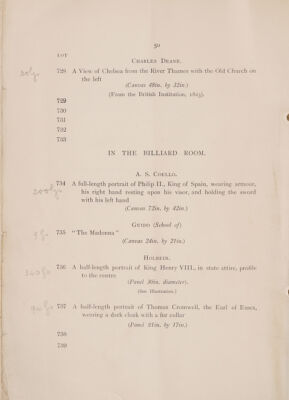 50
LOT
CHARLES DEANE.
728 A View of Chelsea from the River Thames with the Old Church on
the left
(Canvas 48in. by 32in.)
(From the British Institution, 1815).
729
730
731
732
733
IN THE BILLIARD ROOM.
A. S. COELLO.
734 A full-length portrait of Philip II., King of Spain, wearing armour,
his right hand resting upon his visor, and holding the sword
with his left hand
(Canvas 72in. by 42in.)
GUIDO (School of)
735 "The Madonna"
(Canvas 24in. by 21in.)
HOLBEIN.
736 A half-length portrait of King Henry VIII., in state attire, profile
to the centre
(Panel 30in. diameter).
(See Illustration.)
737 A half-length portrait of Thomas Cromwell, the Earl of Essex,
wearing a dark cloak with a fur collar
(Panel 21in. by 17in.)
738
739